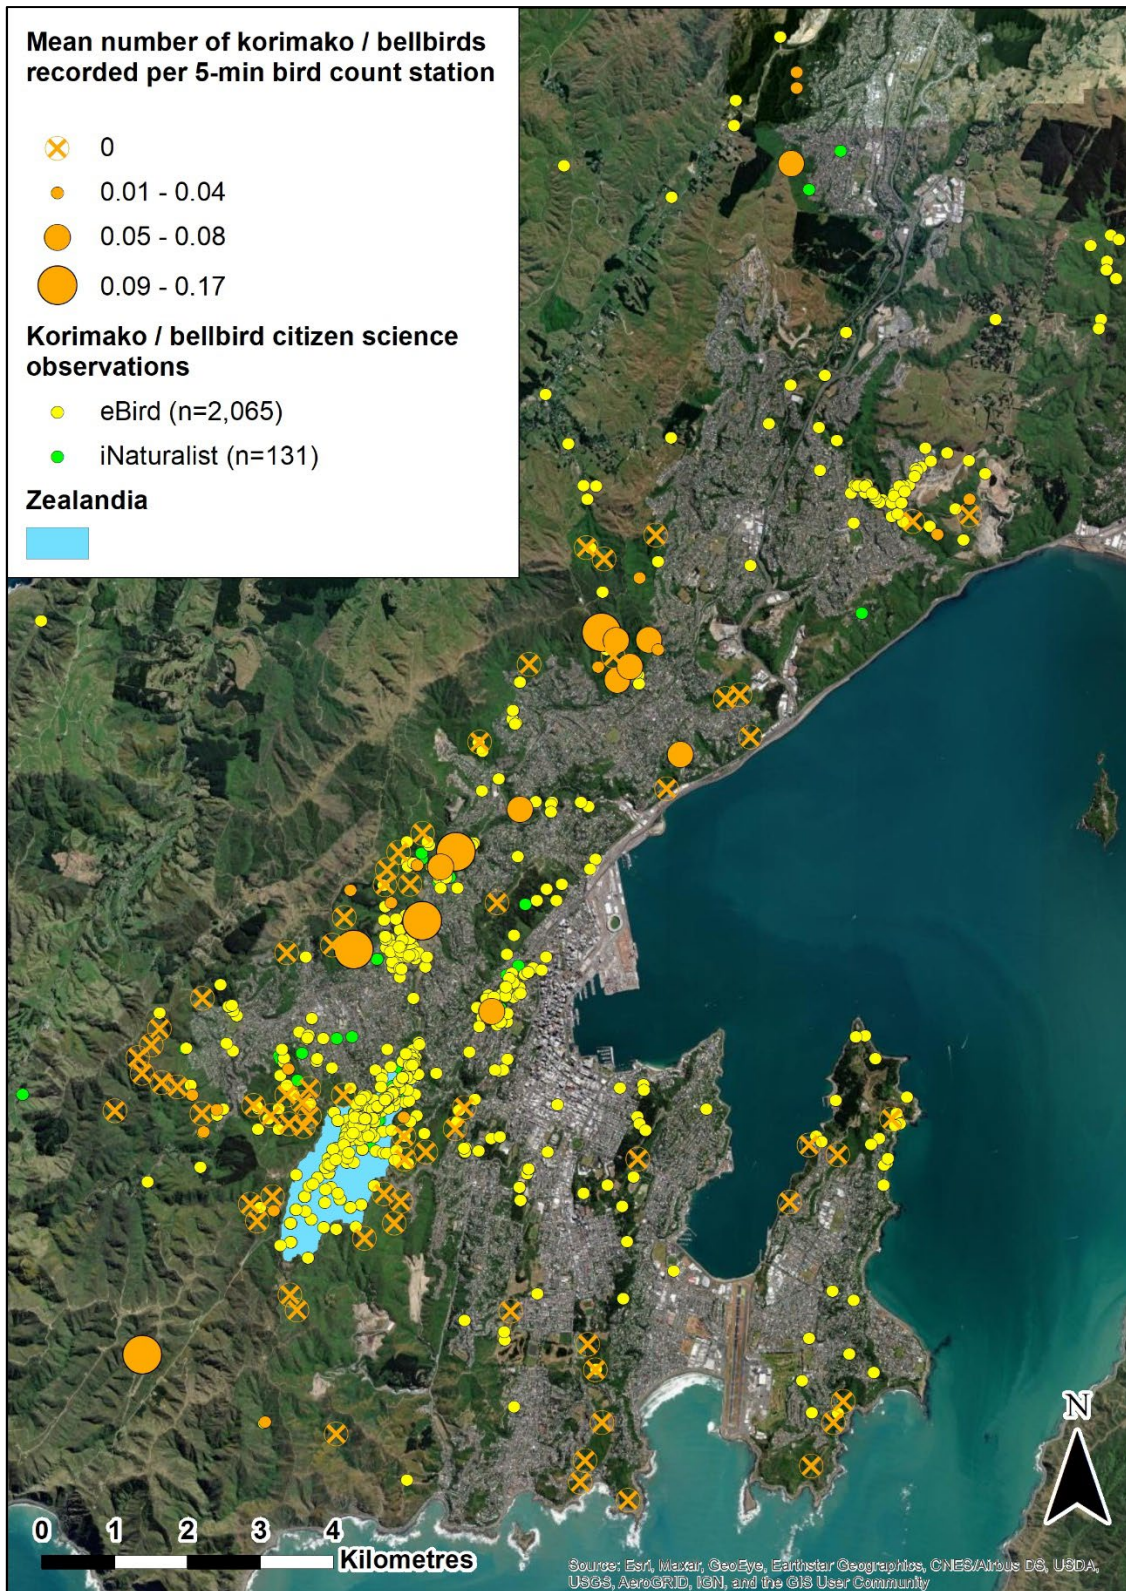 Mean number of korimako / bellbirds
recorded per 5-min bird count station
0
0.01 - 0.04
0.05 - 0.08
0.09 - 0.17
Korimako / bellbird citizen science
observations
eBird (n=2,065)
iNaturalist (n=131)
Zealandia
N
0 1 2 3 4
Kilometres
Source: Esri, Maxar, GeoEye, Earthstar Geographics, CNES/Airbus DS, USDA,
USGS, AeroGRID, IGN, and the GIS User Community